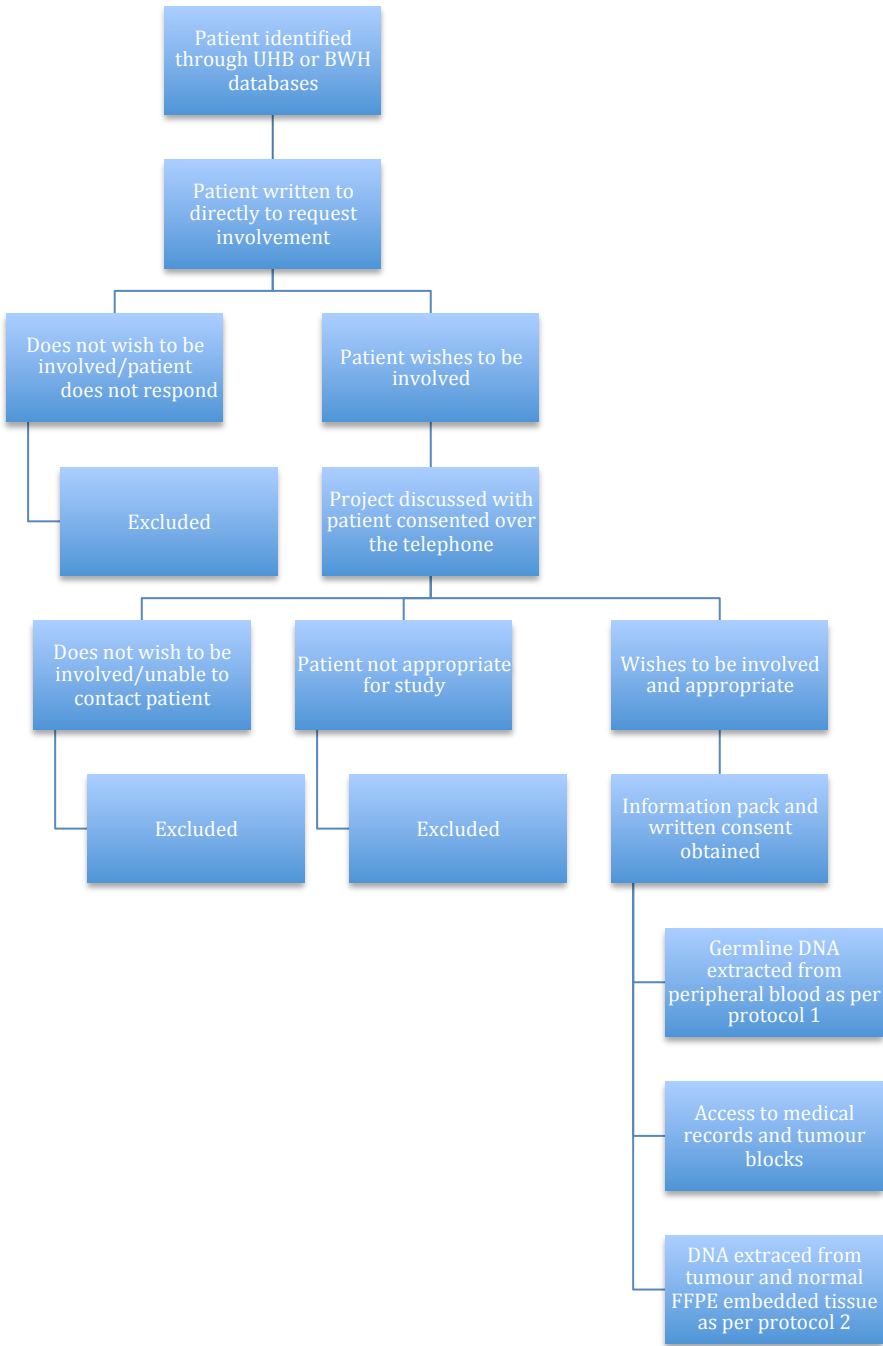 Patient identified
through UHB or BWH
databases
Patient written to
directly to request
involvement
Does not wish to be
involved/patient
does not respond
Patient wishes to be
involved
Excluded
Project discussed with
patient consented over
the telephone
Does not wish to be
involved/unable to
contact patient
Patient not appropriate
for study
Wishes to be involved
and appropriate
Excluded
Excluded
Information pack and
written consent
obtained
Germline DNA
extracted from
peripheral blood as per
protocol 1
Access to medical
records and tumour
blocks
DNA extraced from
tumour and normal
FFPE embedded tissue
as per protocol 2